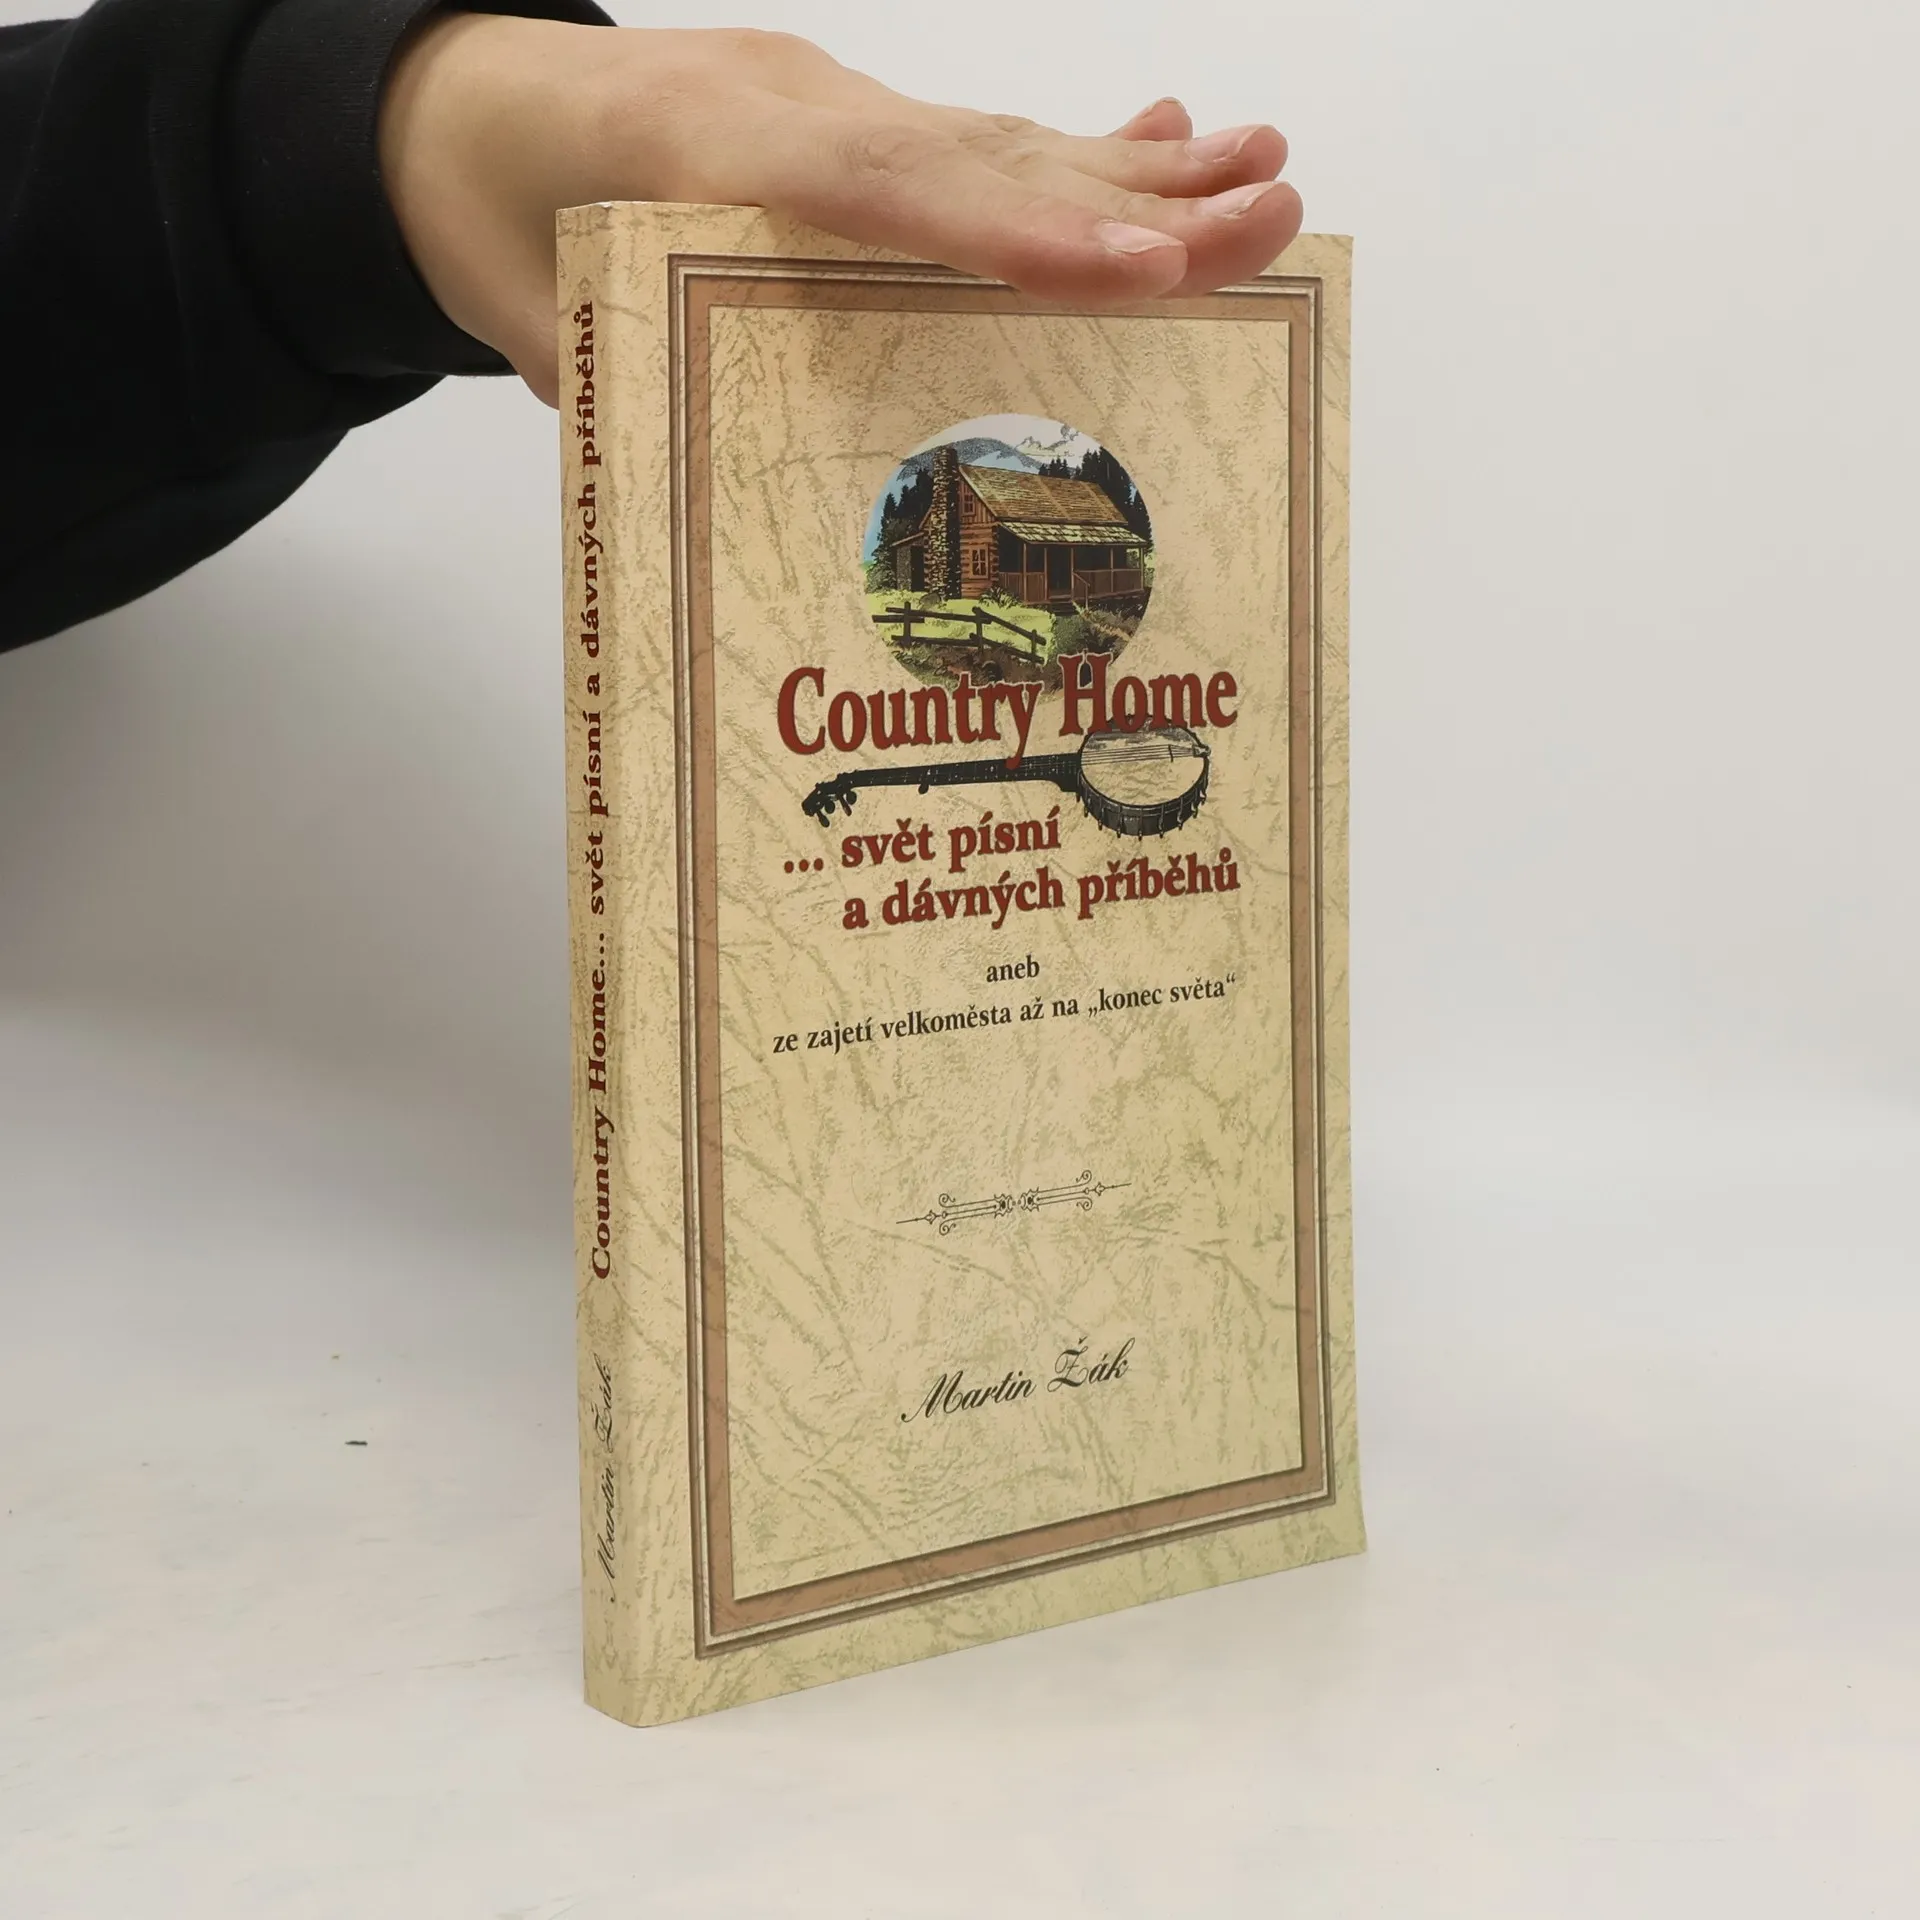 Country Home... svět písní a dávných příběhů
Martin Žák
Country Home
... svět písní
a dávných příběhů
aneb
ze zajetí velkoměsta až na „konec světa“
Martin Žák